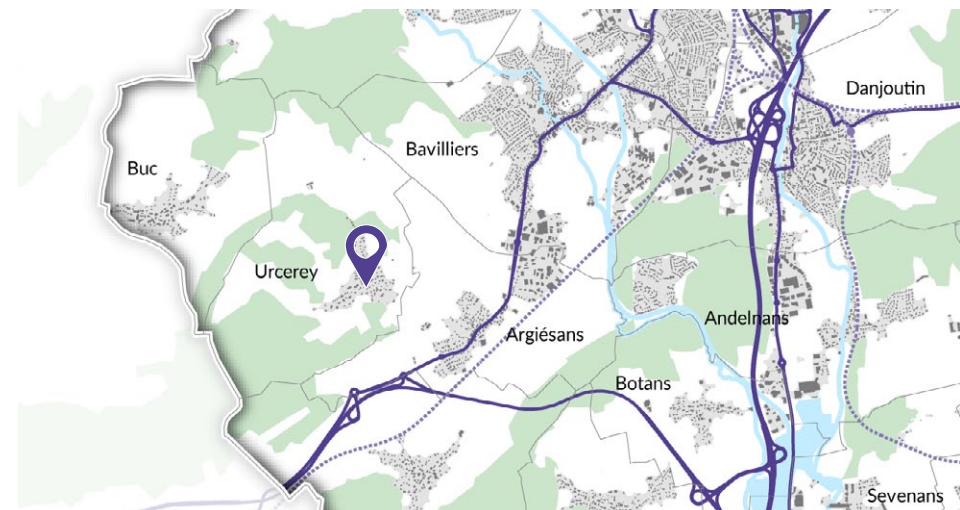 Danjoutin
Bavilliers
Buc
Urcerey
Andelnans
Argiésans
Botans
Sevenans